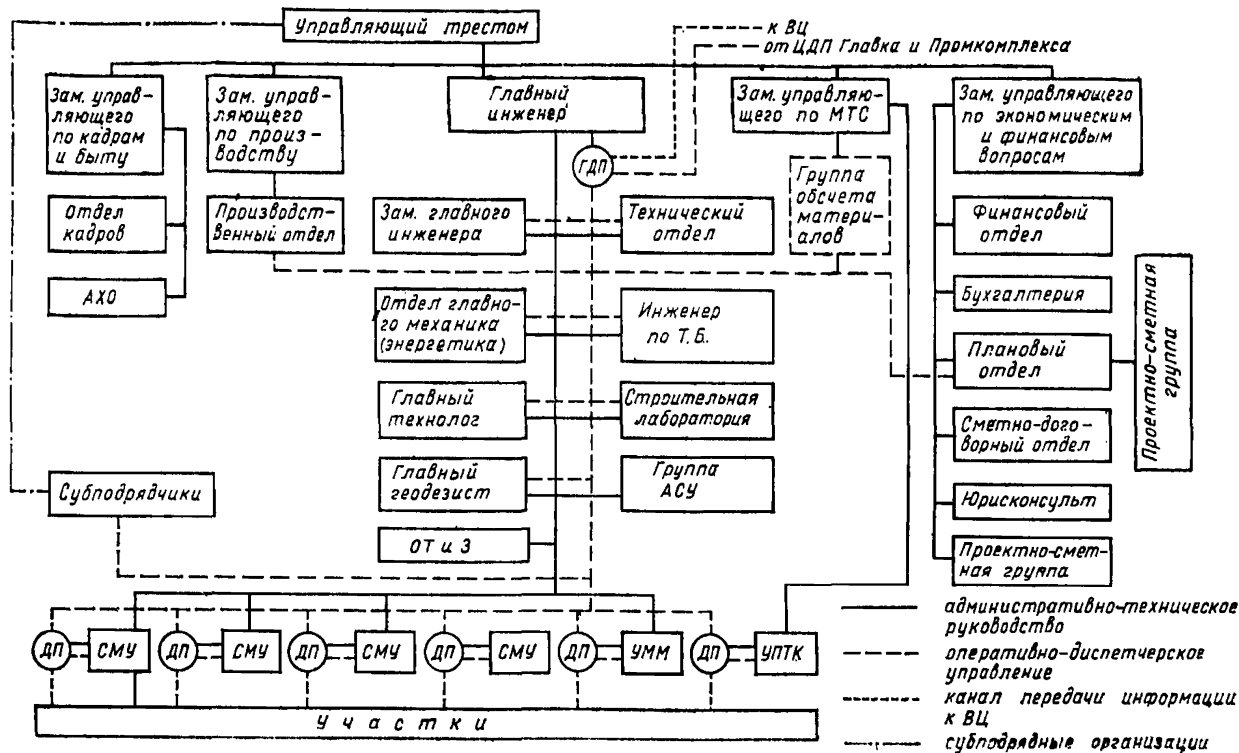 Управляющий трестом
к ВЦ
от ЦДП Главка и Промкомплекса
Зам. управ-
ляющего
по кадрам
и быту
Зам. управ-
ляющего
по произ-
водству
Главный
инженер
Зам. управляю-
щего по МТС
Зам. управляющего
по экономическим
и финансовым
вопросам
ГДП
Группа
обсчета
матери-
алов
Отдел
кадров
Производст-
венный отдел
Зам. главного
инженера
Технический
отдел
Финансовый
отдел
АХО
Отдел главно-
го механика
(энергетика)
Инженер
по Т.Б.
Бухгалтерия
Плановый
отдел
Проектно-сметная
группа
Главный
технолог
Строительная
лаборатория
Сметно-дого-
ворный отдел
Субподрядчики
Главный
геодезист
Группа
АСУ
Юрисконсульт
ОТ и З
Проектно-смет-
ная группа
ДП
СМУ
ДП
СМУ
ДП
СМУ
ДП
СМУ
ДП
УММ
ДП
УПТК
Участки
административно-техническое
руководство
оперативно-диспетчерское
управление
канал передачи информации
к ВЦ
субподрядные организации